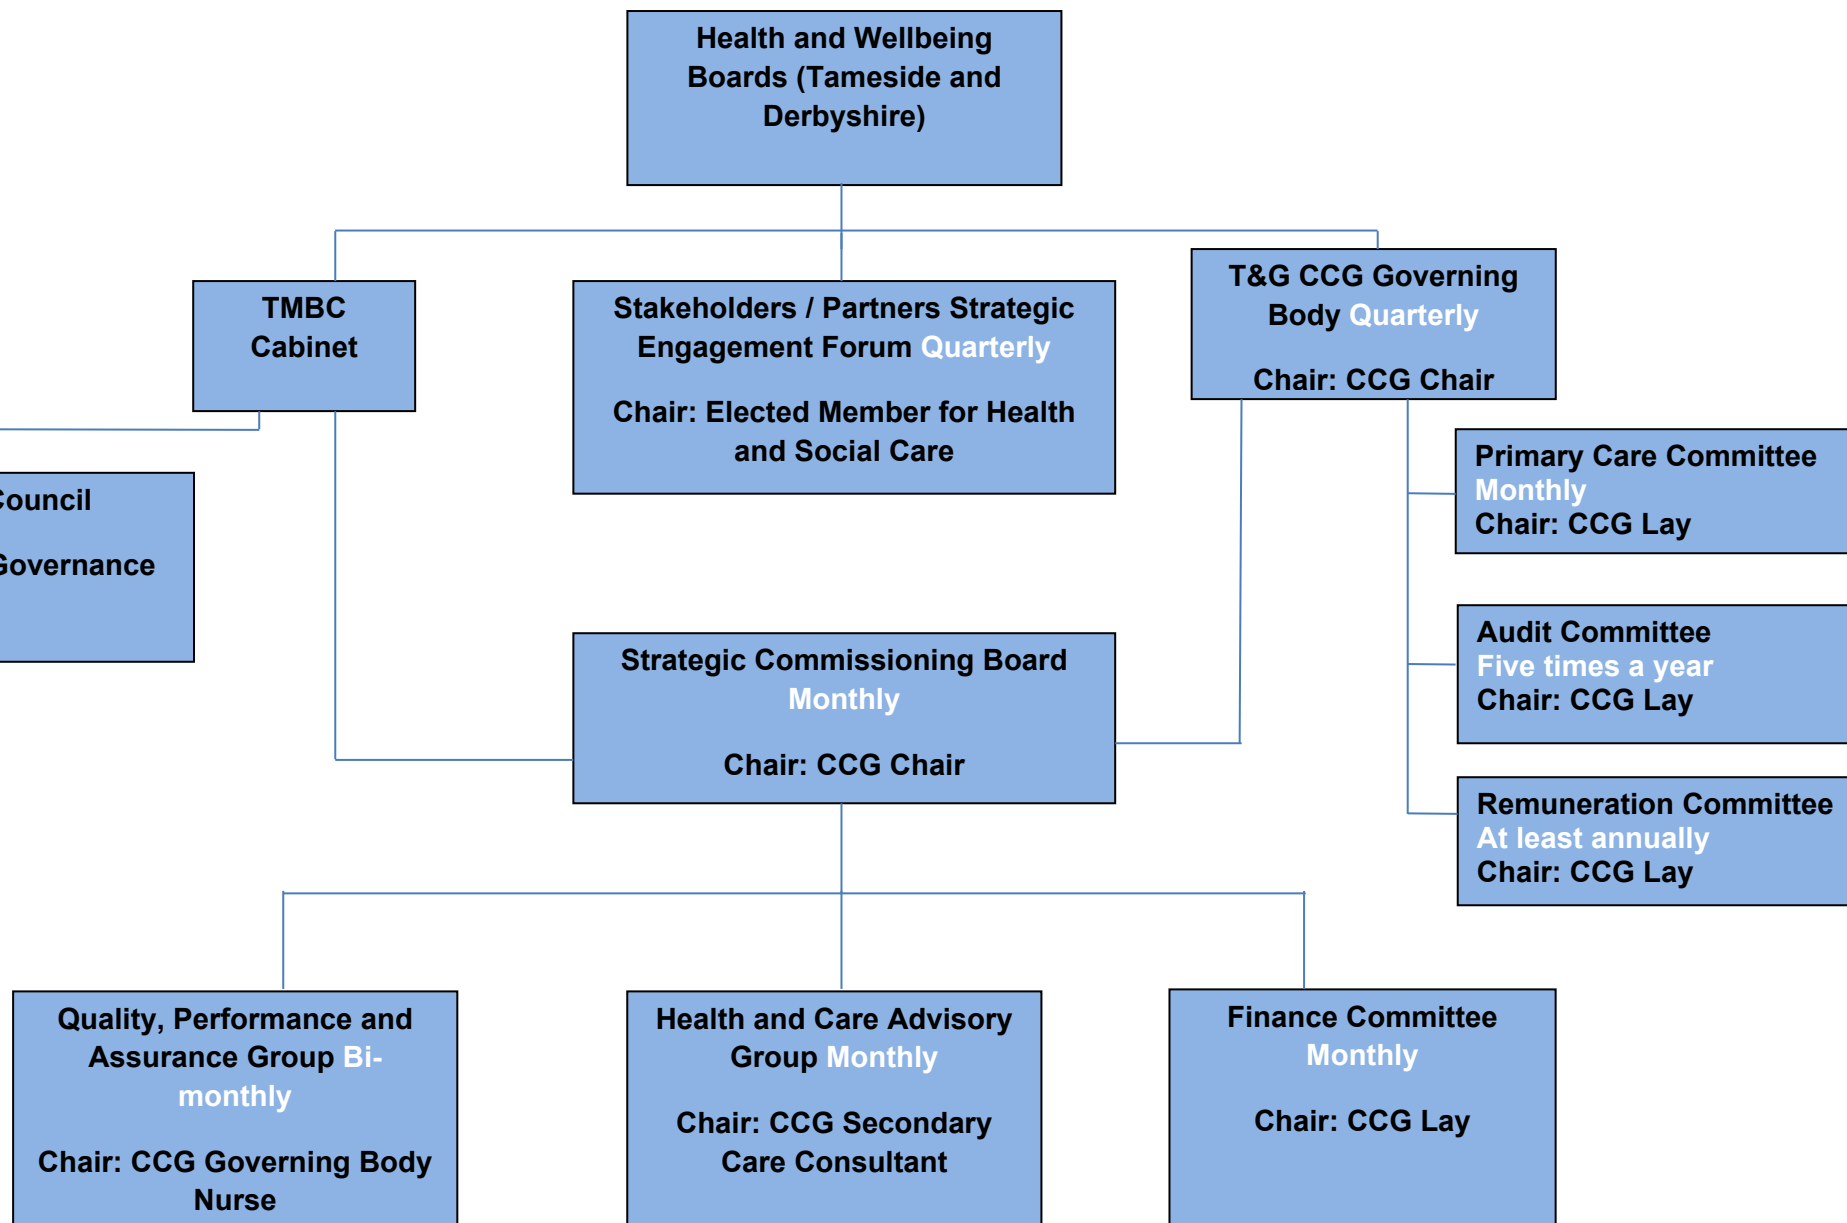 Health and Wellbeing
Boards (Tameside and
Derbyshire)
TMBC
Cabinet
Stakeholders / Partners Strategic
Engagement Forum Quarterly
Chair: Elected Member for Health
and Social Care
T&G CCG Governing
Body Quarterly
Chair: CCG Chair
Council
Governance
Primary Care Committee
Monthly
Chair: CCG Lay
Audit Committee
Five times a year
Chair: CCG Lay
Remuneration Committee
At least annually
Chair: CCG Lay
Strategic Commissioning Board
Monthly
Chair: CCG Chair
Quality, Performance and
Assurance Group Bi-
monthly
Chair: CCG Governing Body
Nurse
Health and Care Advisory
Group Monthly
Chair: CCG Secondary
Care Consultant
Finance Committee
Monthly
Chair: CCG Lay